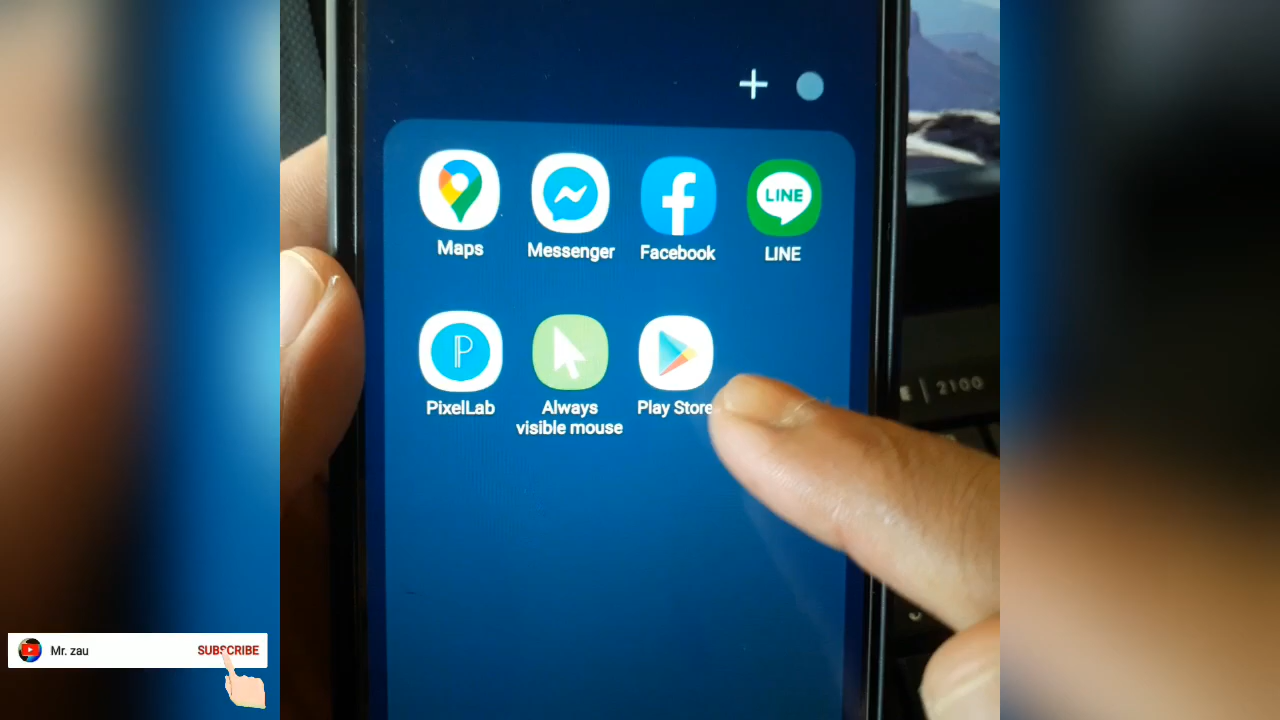 LINE
Maps
Messenger
Facebook
LINE
PixelLab
Always
visible mouse
Play Store
2100
Mr. zau
SUBSCRIBE